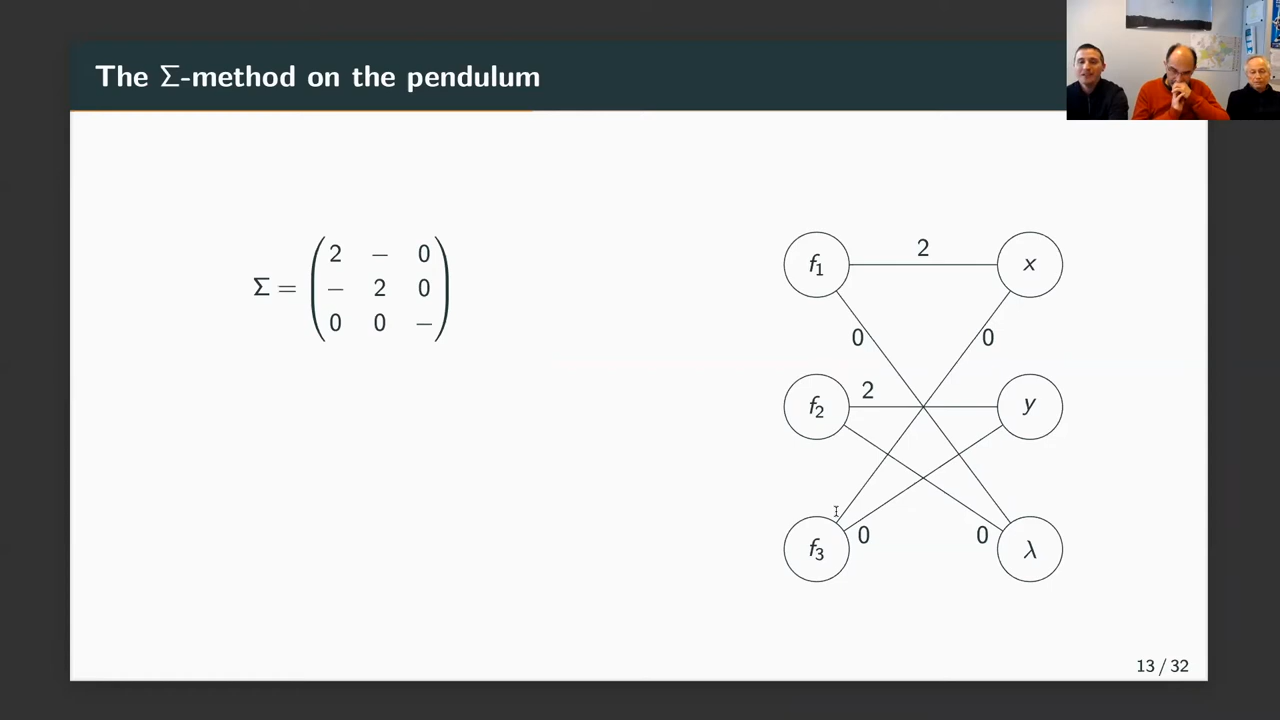 The Σ-method on the pendulum
2 – 0
Σ = – 2 0
0 0 –
f1 2 x
0 0
f2 2 y
f3 0 0 λ
13 / 32